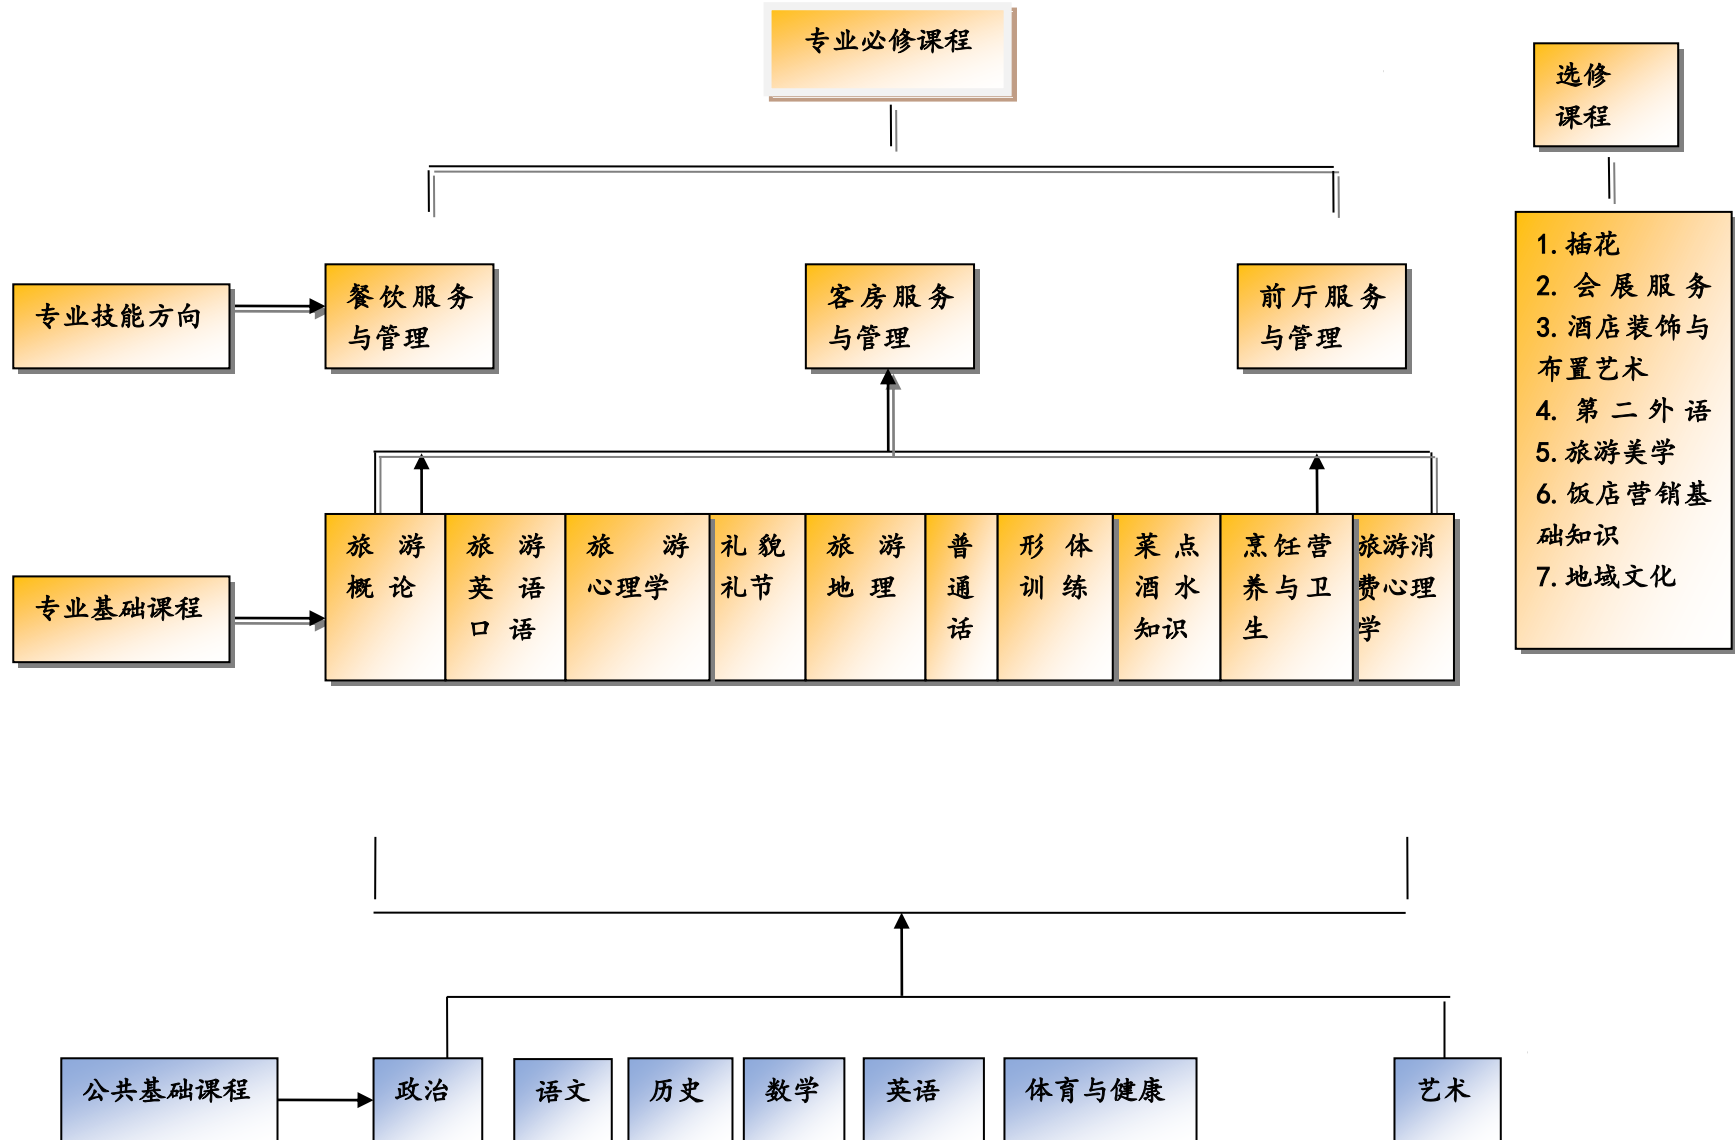 专业必修课程
选修
课程
1.插花
2.会展服务
3.酒店装饰与
布置艺术
4.第二外语
5.旅游美学
6.饭店营销基
础知识
7.地域文化
专业技能方向
餐饮服务
与管理
客房服务
与管理
前厅服务
与管理
专业基础课程
旅游
概论
旅游
英语
口语
旅游
心理学
礼貌
礼节
旅游
地理
普
通
话
形体
训练
菜点
酒水
知识
烹饪营
养与卫
生
旅游消
费心理
学
公共基础课程
政治
语文
历史
数学
英语
体育与健康
艺术